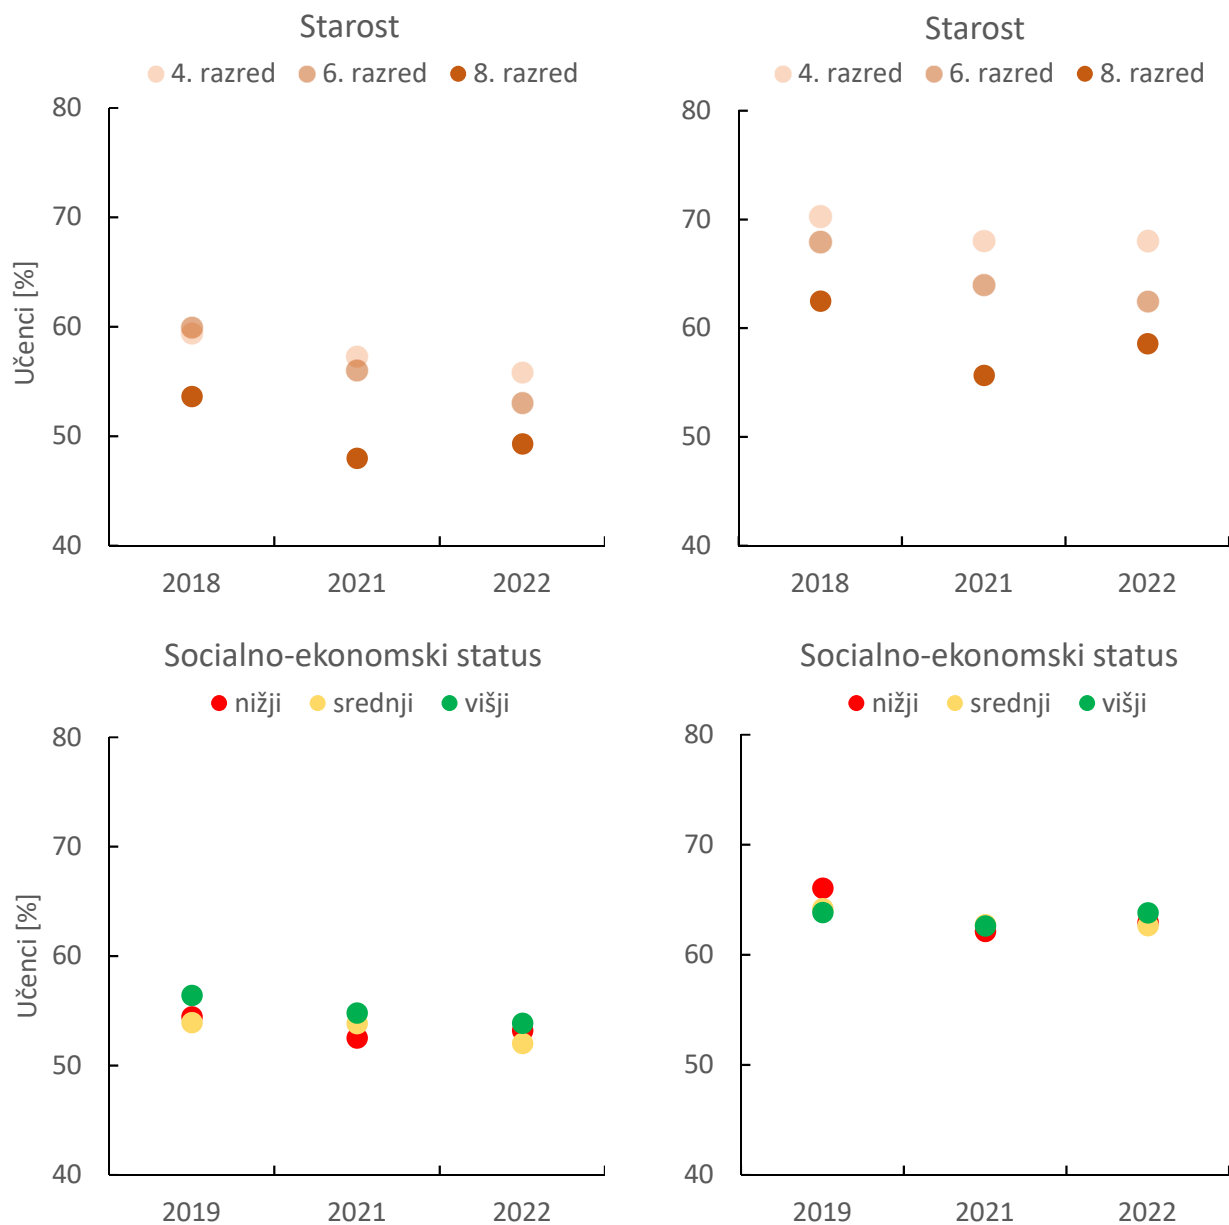 Starost
4. razred 6. razred 8. razred
80
70
60
50
40
Učenci [%]
2018 2021 2022
Starost
4. razred 6. razred 8. razred
80
70
60
50
40
2018 2021 2022
Socialno-ekonomski status
nižji srednji višji
80
70
60
50
40
Učenci [%]
2019 2021 2022
Socialno-ekonomski status
nižji srednji višji
80
70
60
50
40
2019 2021 2022